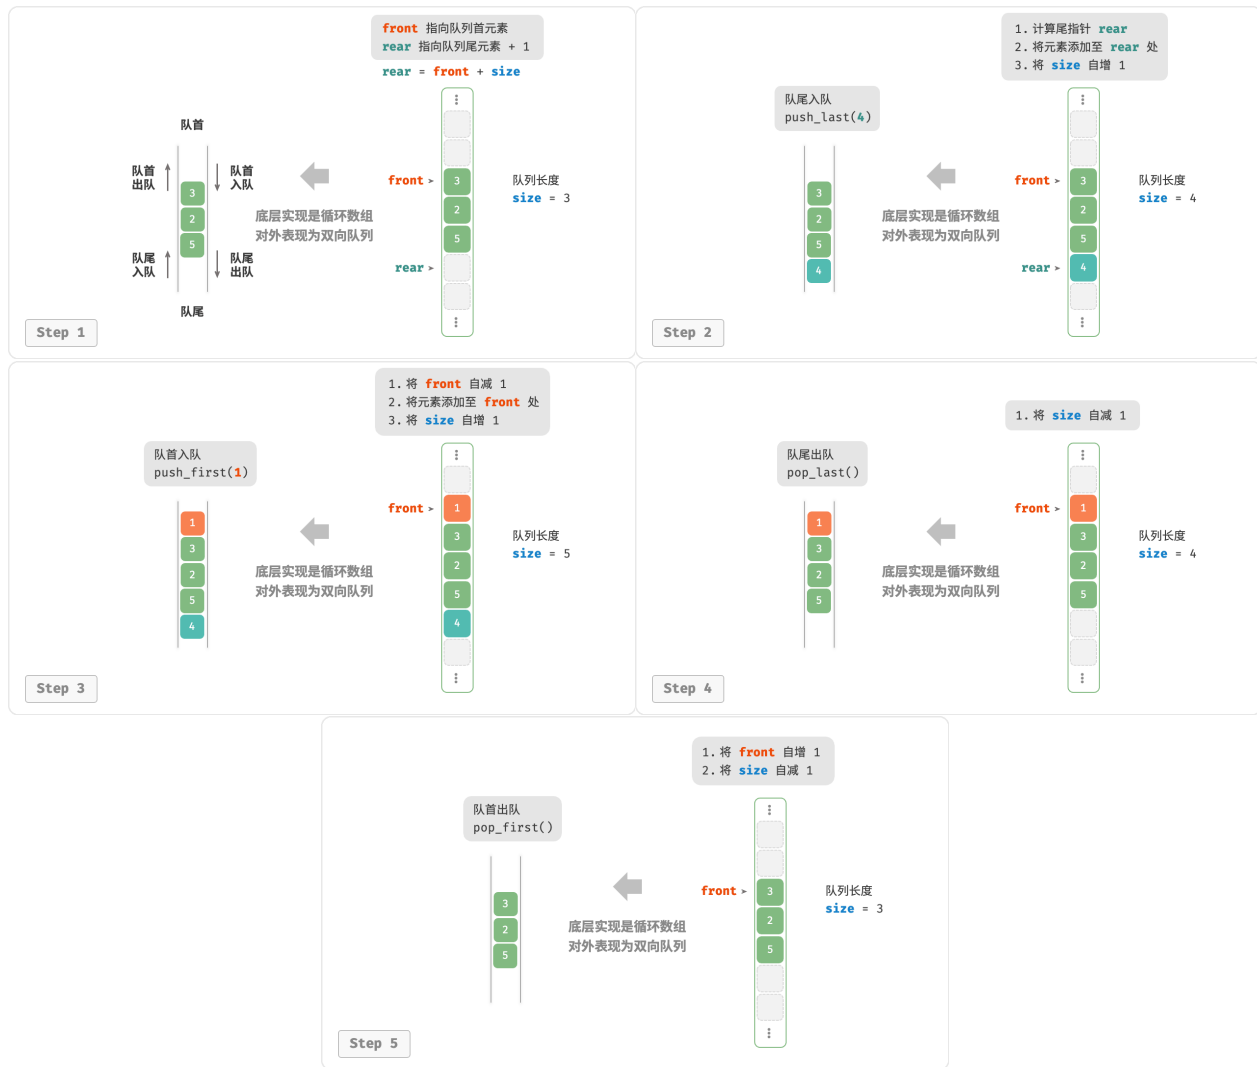 front 指向队列首元素
rear 指向队列尾元素 + 1
rear = front + size
队首
队首
出队
队首
入队
3
2
5
队尾
入队
队尾
出队
队尾
底层实现是循环数组
对外表现为双向队列
front
3
2
5
rear
队列长度
size = 3
Step 1
1. 计算尾指针 rear
2. 将元素添加至 rear 处
3. 将 size 自增 1
队尾入队
push_last(4)
3
2
5
4
底层实现是循环数组
对外表现为双向队列
front
3
2
5
rear
4
队列长度
size = 4
Step 2
1. 将 front 自减 1
2. 将元素添加至 front 处
3. 将 size 自增 1
队首入队
push_first(1)
1
3
2
5
4
底层实现是循环数组
对外表现为双向队列
front
1
3
2
5
4
队列长度
size = 5
Step 3
1. 将 size 自减 1
队尾出队
pop_last()
1
3
2
5
底层实现是循环数组
对外表现为双向队列
front
1
3
2
5
队列长度
size = 4
Step 4
1. 将 front 自增 1
2. 将 size 自减 1
队首出队
pop_first()
3
2
5
底层实现是循环数组
对外表现为双向队列
front
3
2
5
队列长度
size = 3
Step 5